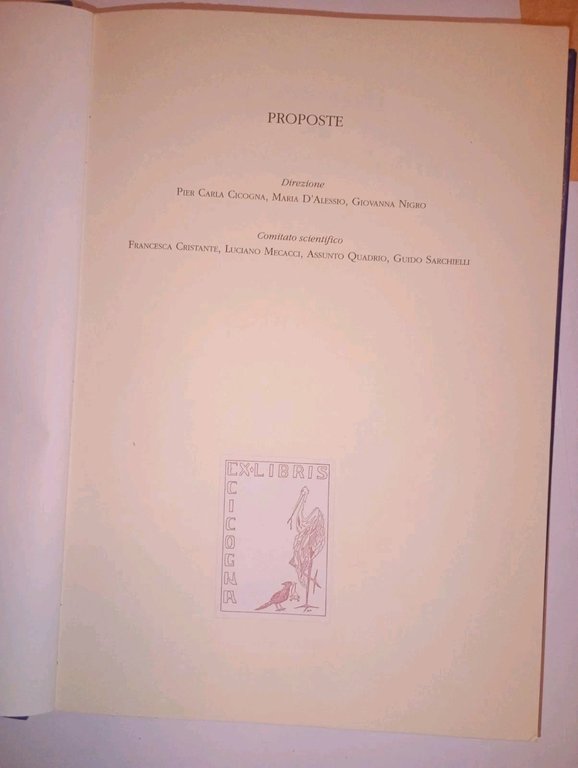 PROPOSTE
Direzione
PIER CARLA CICOGNA, MARIA D'ALESSIO, GIOVANNA NIGRO
Comitato scientifico
FRANCESCA CRISTANTE, LUCIANO MECACCI, ASSUNTO QUADRIO, GUIDO SARCHIELLI
EX·LIBRIS
E CICOGNA